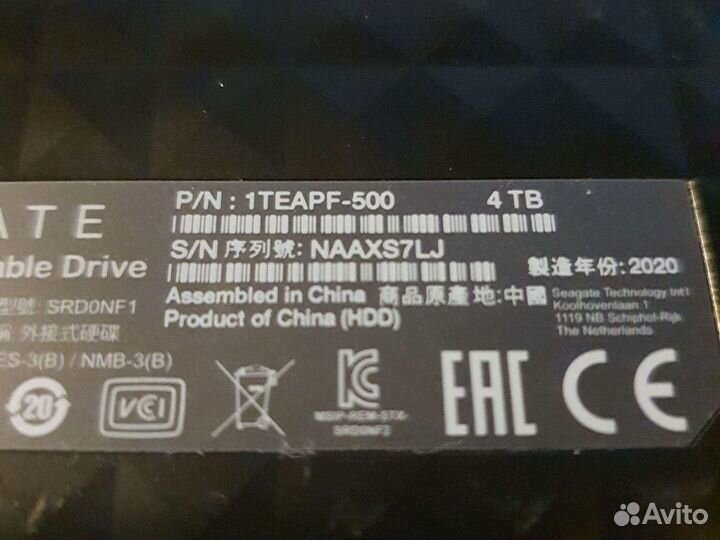 P/N : 1TEAPF-500 4 TB
ATE
S/N 序列號: NAAXS7LJ
able Drive
製造年份: 2020
Assembled in China 商品原產地: 中國
Product of China (HDD)
Seagate Technology Int'l
Koolhovenlaan 1
1119 NB Schiphol-Rijk
The Netherlands
型號: SRD0NF1
稱: 外接式硬碟
ES-3(B) / NMB-3(B)
20
VCI
MSIP-REM-STX-
SRD0NF2
EAC
CE
Avito